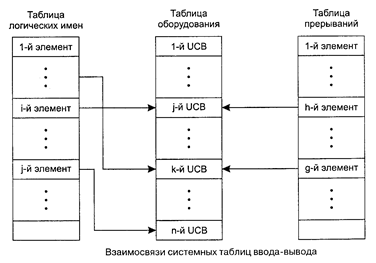 Таблица
логических имен
Таблица
оборудования
Таблица
прерываний
1-й элемент
1-й UCB
1-й элемент
i-й элемент
j-й UCB
h-й элемент
j-й элемент
k-й UCB
g-й элемент
n-й UCB
Взаимосвязи системных таблиц ввода-вывода